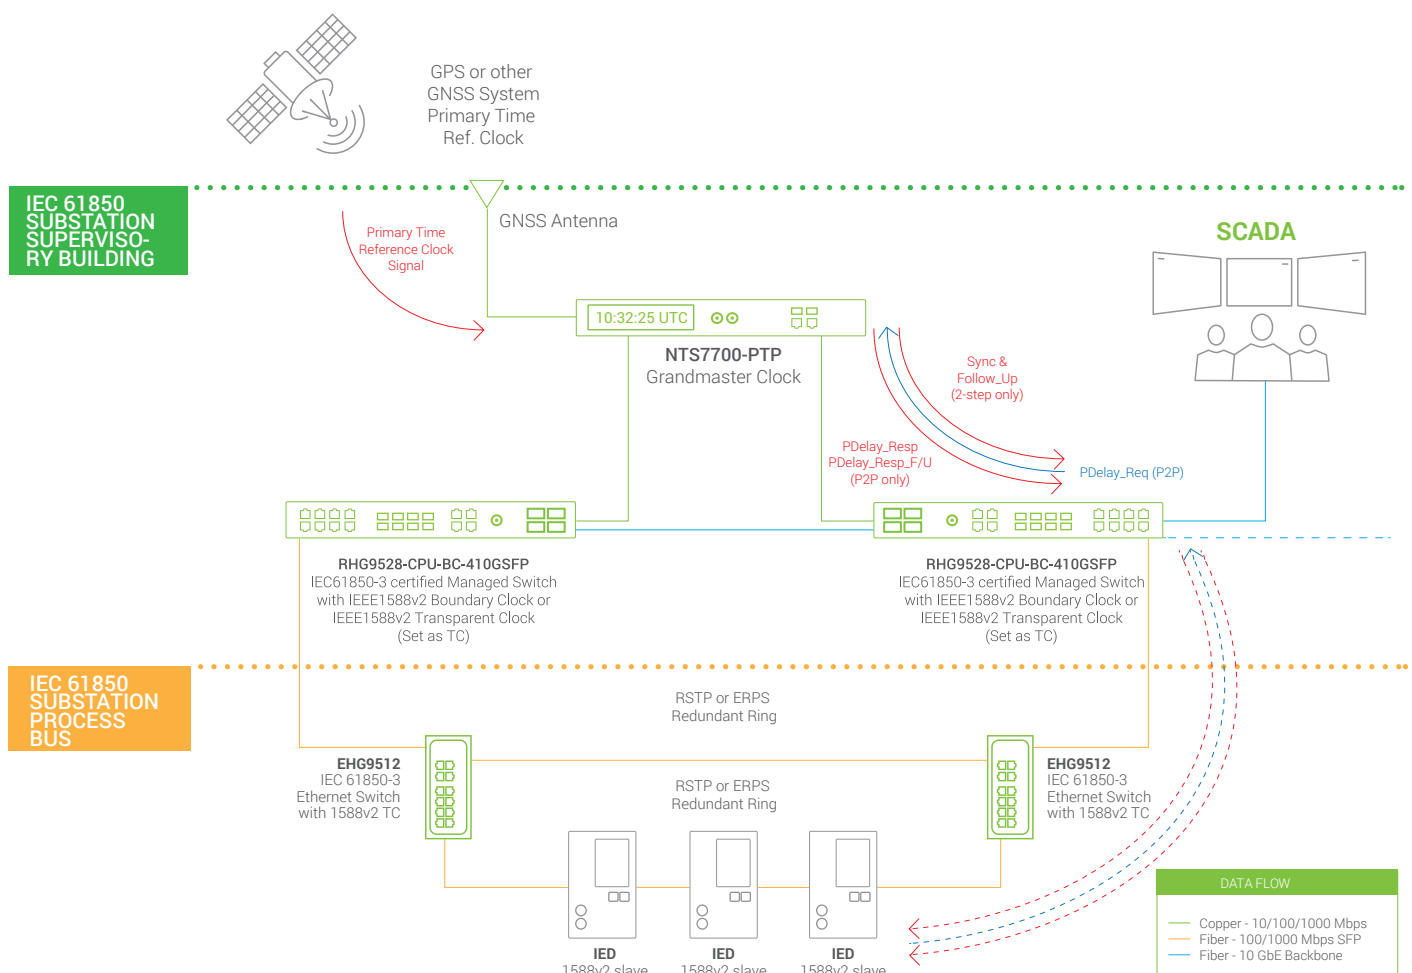 GPS or other
GNSS System
Primary Time
Ref. Clock
IEC 61850
SUBSTATION
SUPERVISO-
RY BUILDING
GNSS Antenna
Primary Time
Reference Clock
Signal
SCADA
10:32:25 UTC
NTS7700-PTP
Grandmaster Clock
Sync &
Follow_Up
(2-step only)
PDelay_Resp
PDelay_Resp_F/U
(P2P only)
PDelay_Req (P2P)
RHG9528-CPU-BC-410GSFP
IEC61850-3 certified Managed Switch
with IEEE1588v2 Boundary Clock or
IEEE1588v2 Transparent Clock
(Set as TC)
RHG9528-CPU-BC-410GSFP
IEC61850-3 certified Managed Switch
with IEEE1588v2 Boundary Clock or
IEEE1588v2 Transparent Clock
(Set as TC)
IEC 61850
SUBSTATION
PROCESS
BUS
RSTP or ERPS
Redundant Ring
EHG9512
IEC 61850-3
Ethernet Switch
with 1588v2 TC
RSTP or ERPS
Redundant Ring
EHG9512
IEC 61850-3
Ethernet Switch
with 1588v2 TC
IED
1588v2 slave
IED
1588v2 slave
IED
1588v2 slave
DATA FLOW
Copper - 10/100/1000 Mbps
Fiber - 100/1000 Mbps SFP
Fiber - 10 GbE Backbone